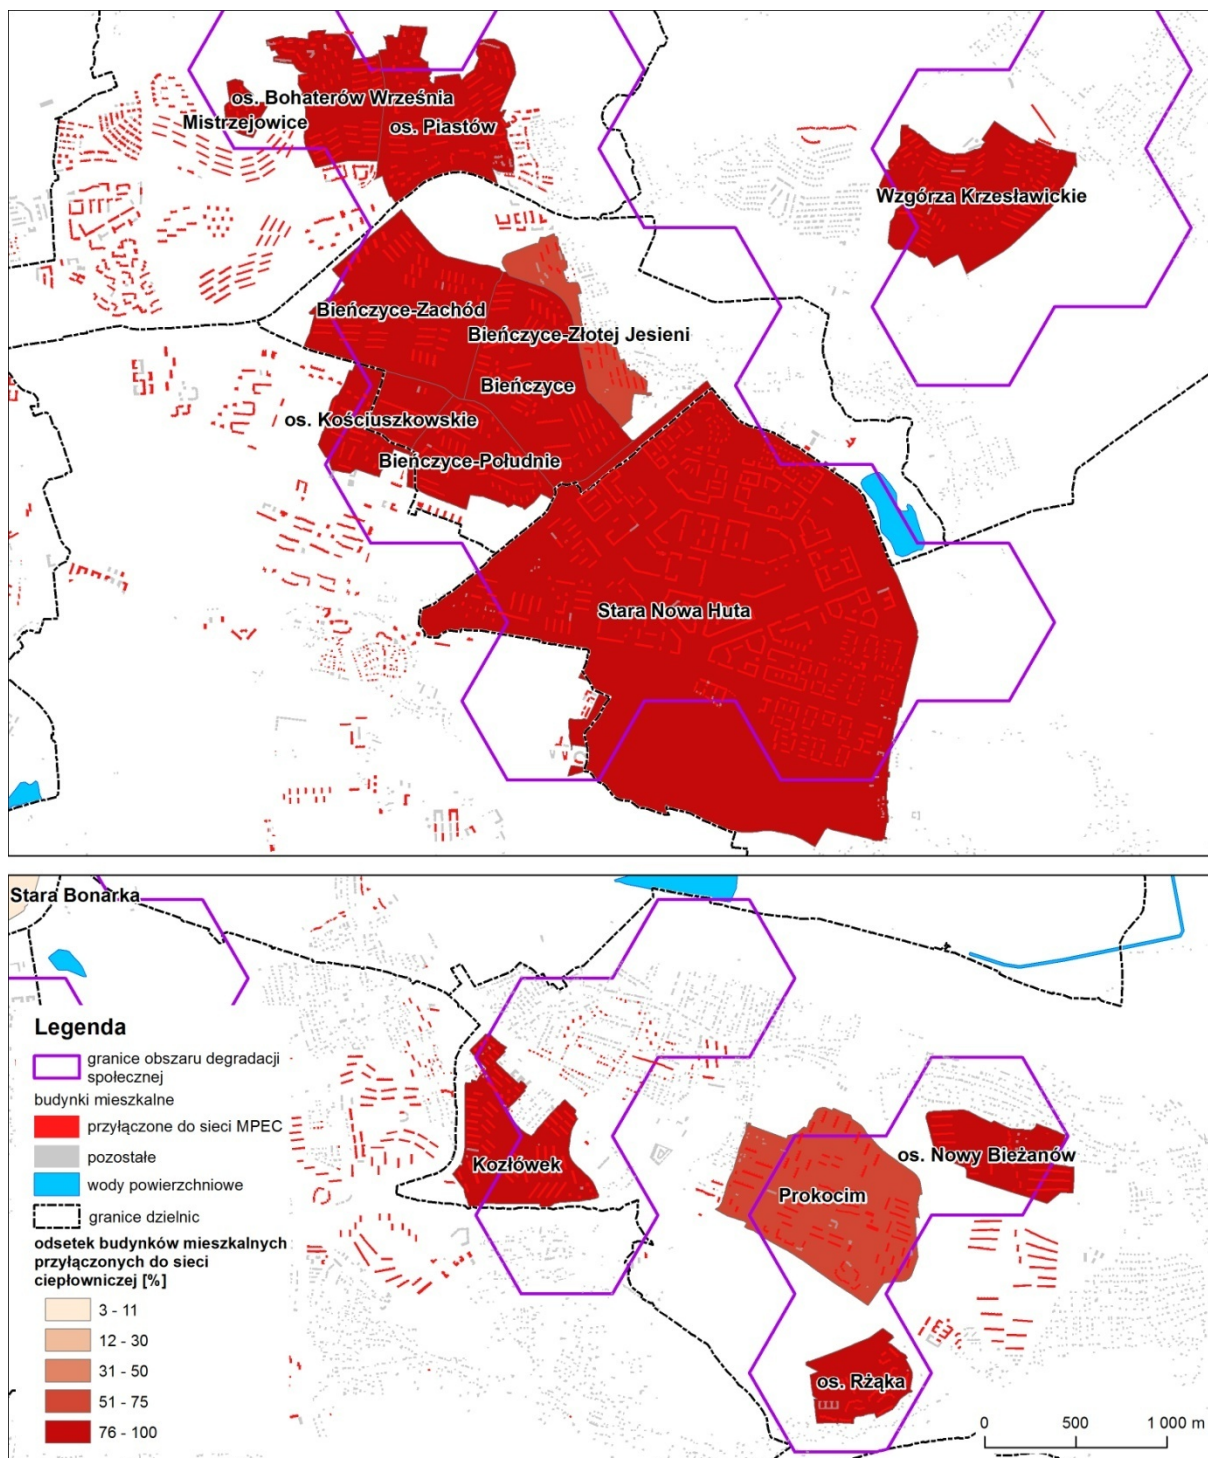 os. Bohaterów Września
Mistrzejowice
os. Piastów
Wzgórza Krzesławickie
Bieńczyce-Zachód
Bieńczyce-Złotej Jesieni
Bieńczyce
os. Kościuszkowskie
Bieńczyce-Południe
Stara Nowa Huta
Stara Bonarka
Legenda
granice obszaru degradacji
społecznej
budynki mieszkalne
przyłączone do sieci MPEC
pozostałe
wody powierzchniowe
granice dzielnic
odsetek budynków mieszkalnych
przyłączonych do sieci
ciepłowniczej [%]
3 - 11
12 - 30
31 - 50
51 - 75
76 - 100
Kozłówek
os. Nowy Bieżanów
Prokocim
os. Rżąka
0 500 1 000 m